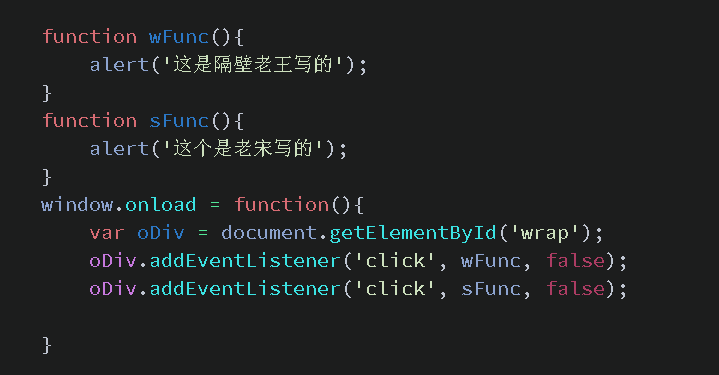 function wFunc(){
    alert('这是隔壁老王写的');
}
function sFunc(){
    alert('这个是老宋写的');
}
window.onload = function(){
    var oDiv = document.getElementById('wrap');
    oDiv.addEventListener('click', wFunc, false);
    oDiv.addEventListener('click', sFunc, false);

}